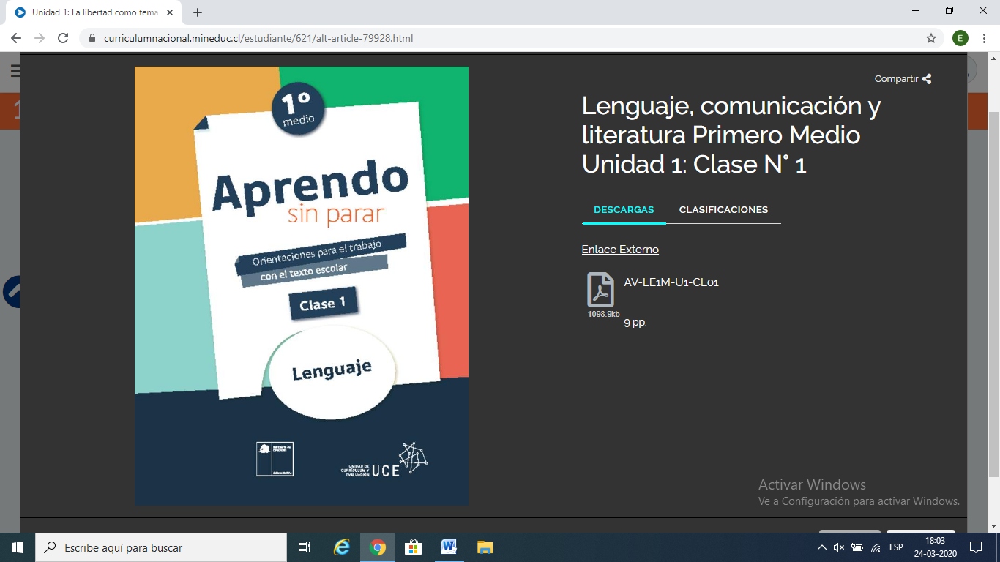 Unidad 1: La libertad como tema
curriculumnacional.mineduc.cl/estudiante/621/alt-article-79928.html
E
1º
medio
Aprendo
sin parar
Orientaciones para el trabajo
con el texto escolar
Clase 1
Lenguaje
UNIDAD DE
CURRÍCULUM Y
EVALUACIÓN
UCE
Compartir
Lenguaje, comunicación y
literatura Primero Medio
Unidad 1: Clase N° 1
DESCARGAS CLASIFICACIONES
Enlace Externo
AV-LE1M-U1-CL01
1098.9kb
9 pp.
Activar Windows
Ve a Configuración para activar Windows.
Escribe aquí para buscar
ESP
18:03
24-03-2020